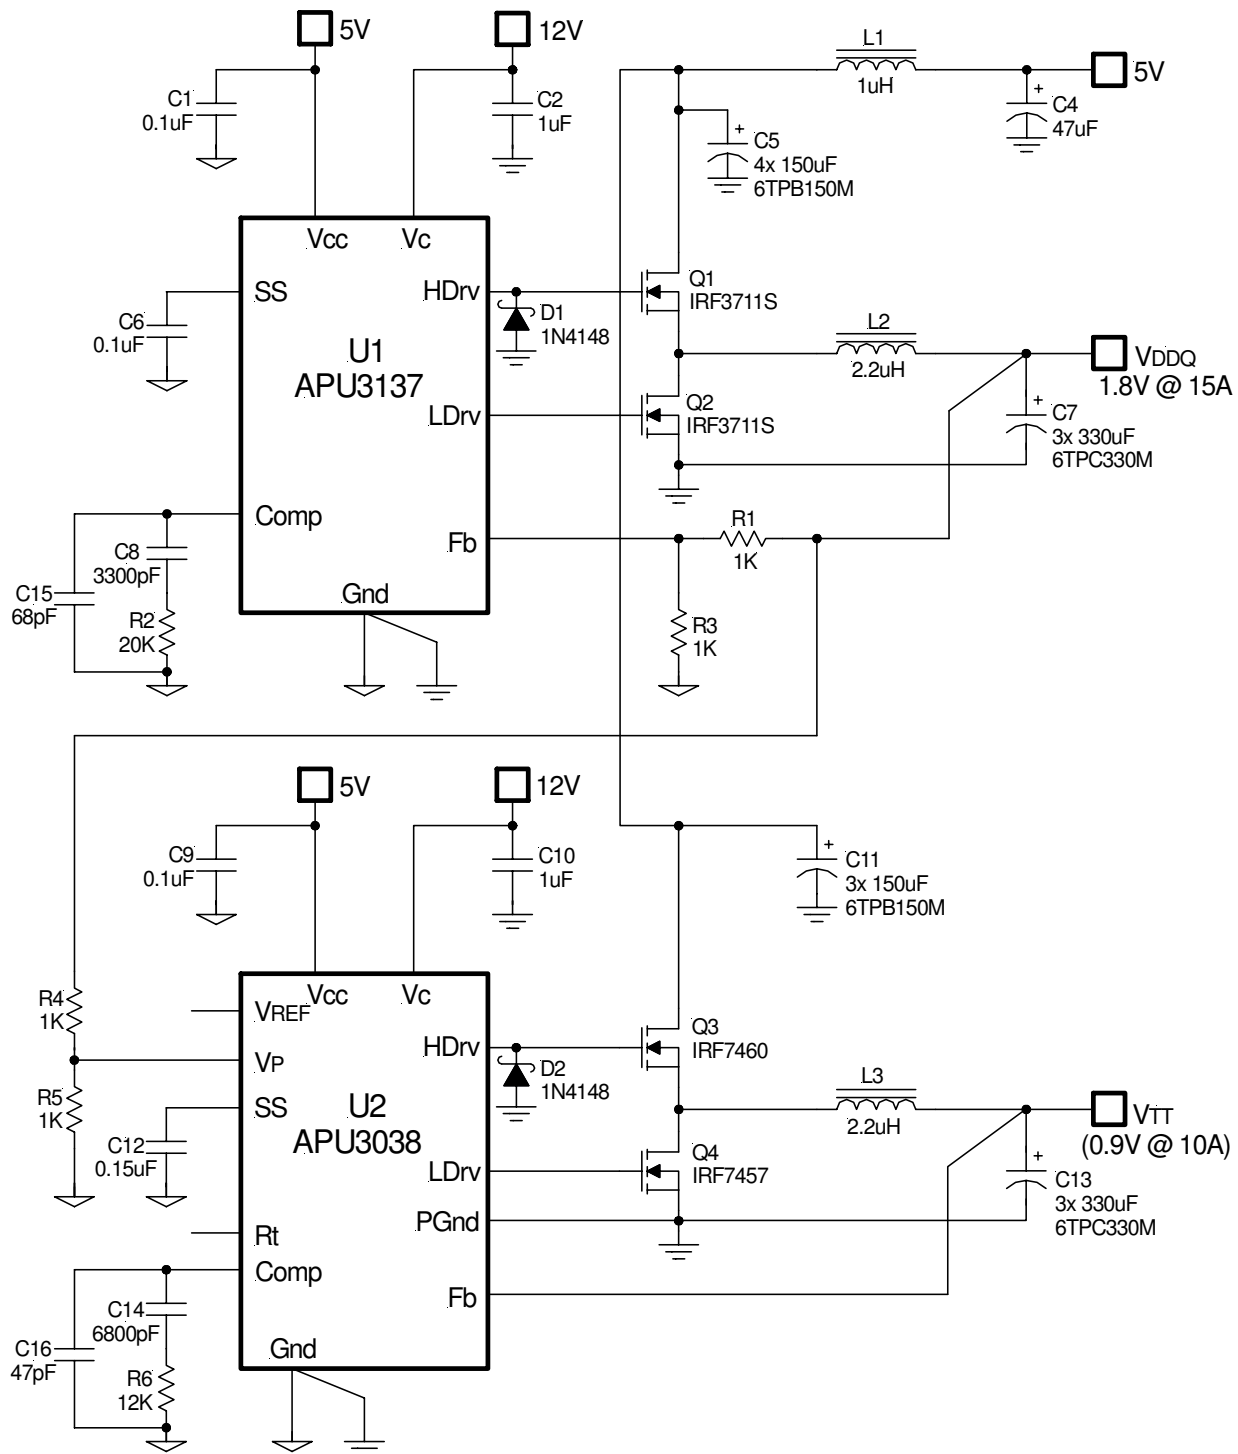 5V
12V
L1
1uH
5V
C1
0.1uF
C2
1uF
+
C4
47uF
+
C5
4x 150uF
6TPB150M
Vcc
Vc
SS
HDrv
Q1
IRF3711S
C6
0.1uF
D1
1N4148
L2
2.2uH
U1
APU3137
VDDQ
1.8V @ 15A
LDrv
Q2
IRF3711S
+
C7
3x 330uF
6TPC330M
Comp
Fb
R1
1K
C8
3300pF
C15
68pF
R2
20K
Gnd
R3
1K
5V
12V
C9
0.1uF
C10
1uF
+
C11
3x 150uF
6TPB150M
R4
1K
VREF
Vcc
Vc
VP
HDrv
Q3
IRF7460
D2
1N4148
L3
2.2uH
R5
1K
SS
U2
APU3038
VTT
(0.9V @ 10A)
C12
0.15uF
LDrv
Q4
IRF7457
+
C13
3x 330uF
6TPC330M
PGnd
Rt
Comp
Fb
C14
6800pF
C16
47pF
R6
12K
Gnd